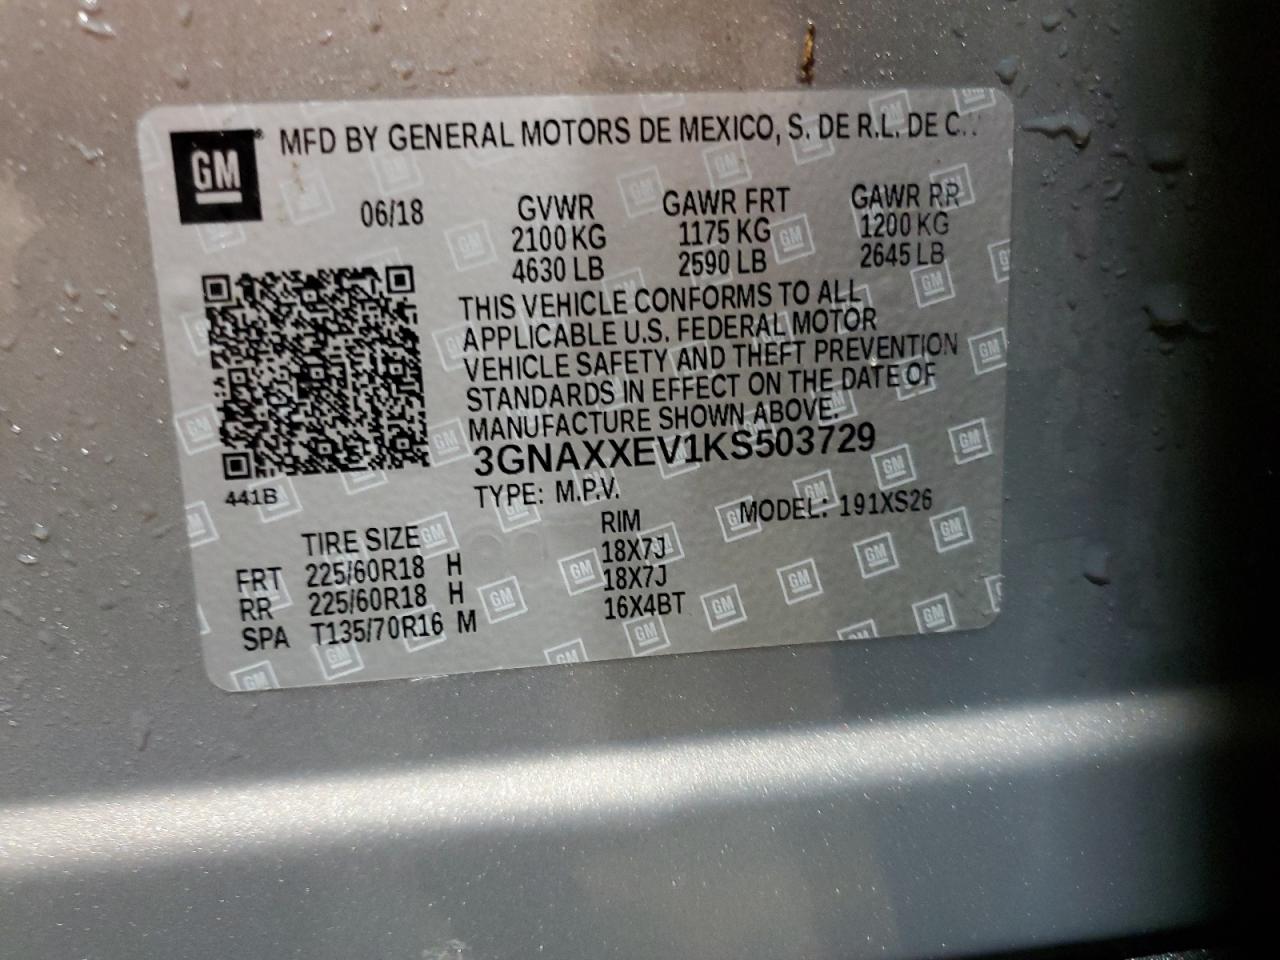 GM
MFD BY GENERAL MOTORS DE MEXICO, S. DE R.L. DE C.
06/18 GVWR GAWR FRT GAWR RR
2100 KG 1175 KG 1200 KG
4630 LB 2590 LB 2645 LB
THIS VEHICLE CONFORMS TO ALL
APPLICABLE U.S. FEDERAL MOTOR
VEHICLE SAFETY AND THEFT PREVENTION
STANDARDS IN EFFECT ON THE DATE OF
MANUFACTURE SHOWN ABOVE.
3GNAXXEV1KS503729
441B
TYPE: M.P.V. MODEL: 191XS26
TIRE SIZE RIM
FRT 225/60R18 H 18X7J
RR 225/60R18 H 18X7J
SPA T135/70R16 M 16X4BT